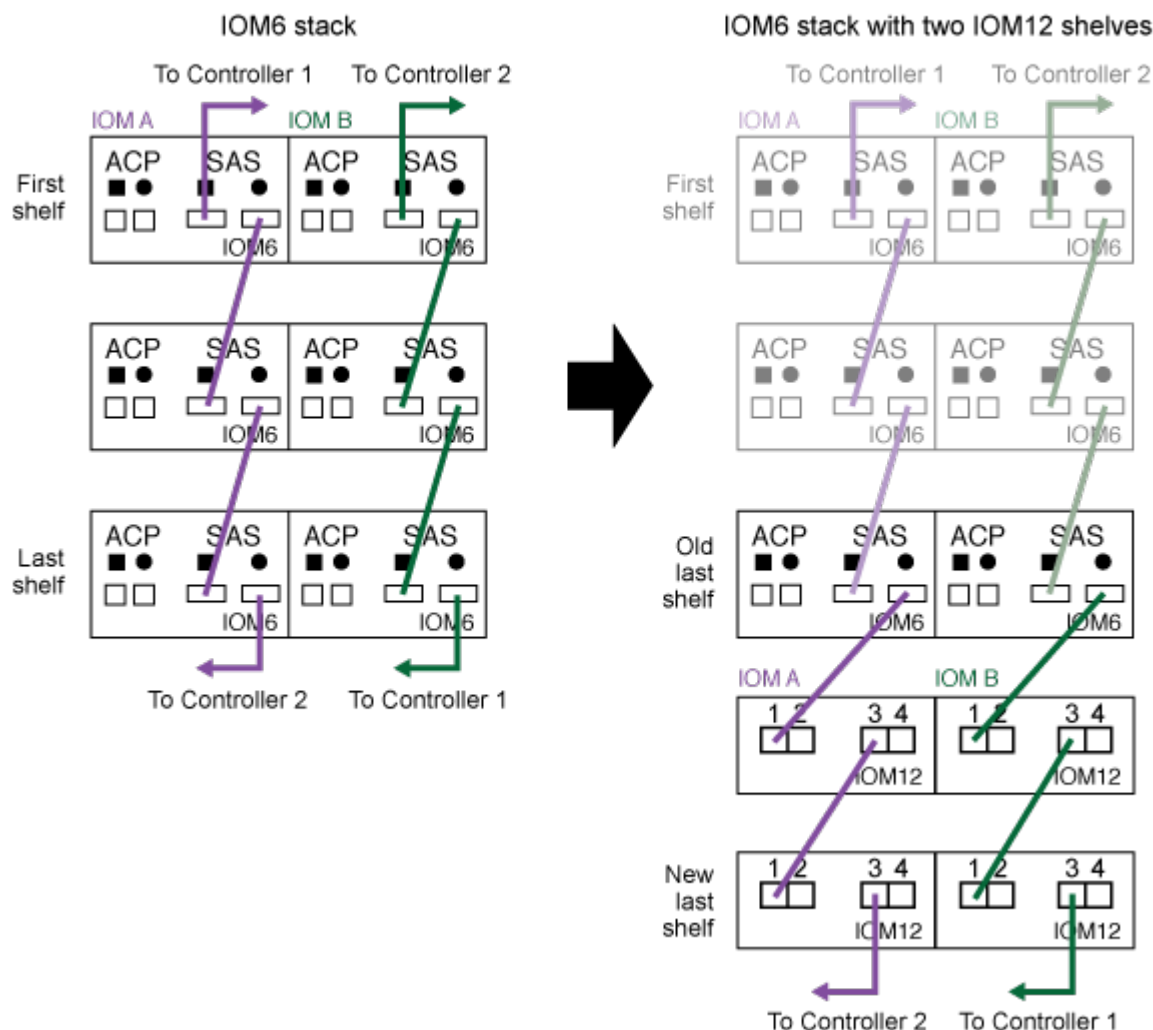 IOM6 stack
To Controller 1 To Controller 2
IOM A IOM B
First shelf
ACP SAS ACP SAS
IOM6 IOM6
ACP SAS ACP SAS
IOM6 IOM6
Last shelf
ACP SAS ACP SAS
IOM6 IOM6
To Controller 2 To Controller 1
IOM6 stack with two IOM12 shelves
To Controller 1 To Controller 2
IOM A IOM B
First shelf
ACP SAS ACP SAS
IOM6 IOM6
ACP SAS ACP SAS
IOM6 IOM6
Old last shelf
ACP SAS ACP SAS
IOM6 IOM6
IOM A IOM B
1 2 3 4 1 2 3 4
IOM12 IOM12
New last shelf
1 2 3 4 1 2 3 4
IOM12 IOM12
To Controller 2 To Controller 1